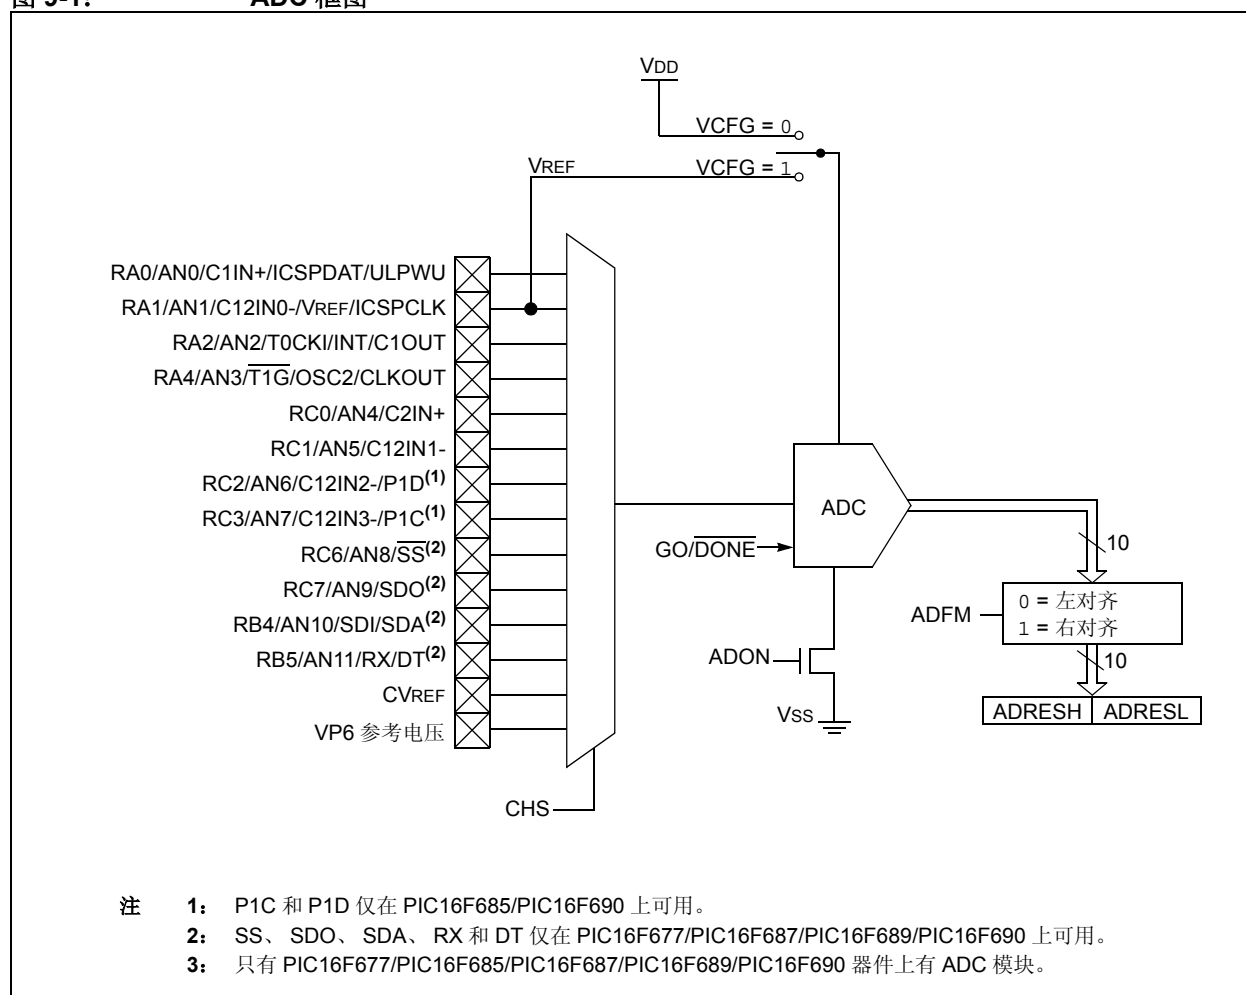 ADC 框图
VDD
VCFG = 0
VREF
VCFG = 1
RA0/AN0/C1IN+/ICSPDAT/ULPWU
RA1/AN1/C12IN0-/VREF/ICSPCLK
RA2/AN2/T0CKI/INT/C1OUT
RA4/AN3/T1G/OSC2/CLKOUT
RC0/AN4/C2IN+
RC1/AN5/C12IN1-
RC2/AN6/C12IN2-/P1D(1)
RC3/AN7/C12IN3-/P1C(1)
RC6/AN8/SS(2)
RC7/AN9/SDO(2)
RB4/AN10/SDI/SDA(2)
RB5/AN11/RX/DT(2)
CVREF
VP6 参考电压
CHS
ADC
GO/DONE
10
ADFM
0 = 左对齐
1 = 右对齐
ADON
10
VSS
ADRESH ADRESL
注 1： P1C 和 P1D 仅在 PIC16F685/PIC16F690 上可用。
2： SS、 SDO、 SDA、 RX 和 DT 仅在 PIC16F677/PIC16F687/PIC16F689/PIC16F690 上可用。
3： 只有 PIC16F677/PIC16F685/PIC16F687/PIC16F689/PIC16F690 器件上有 ADC 模块。